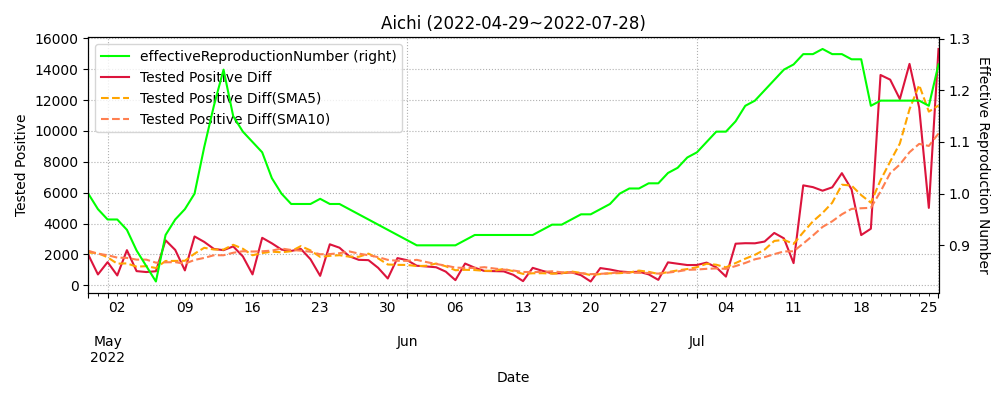 Aichi (2022-04-29~2022-07-28)
effectiveReproductionNumber (right)
Tested Positive Diff
Tested Positive Diff(SMA5)
Tested Positive Diff(SMA10)
Tested Positive
16000
14000
12000
10000
8000
6000
4000
2000
0
1.3
1.2
1.1
1.0
0.9
Effective Reproduction Number
02 09 16 23 30 06 13 20 27 04 11 18 25
May Jun Jul
2022
Date